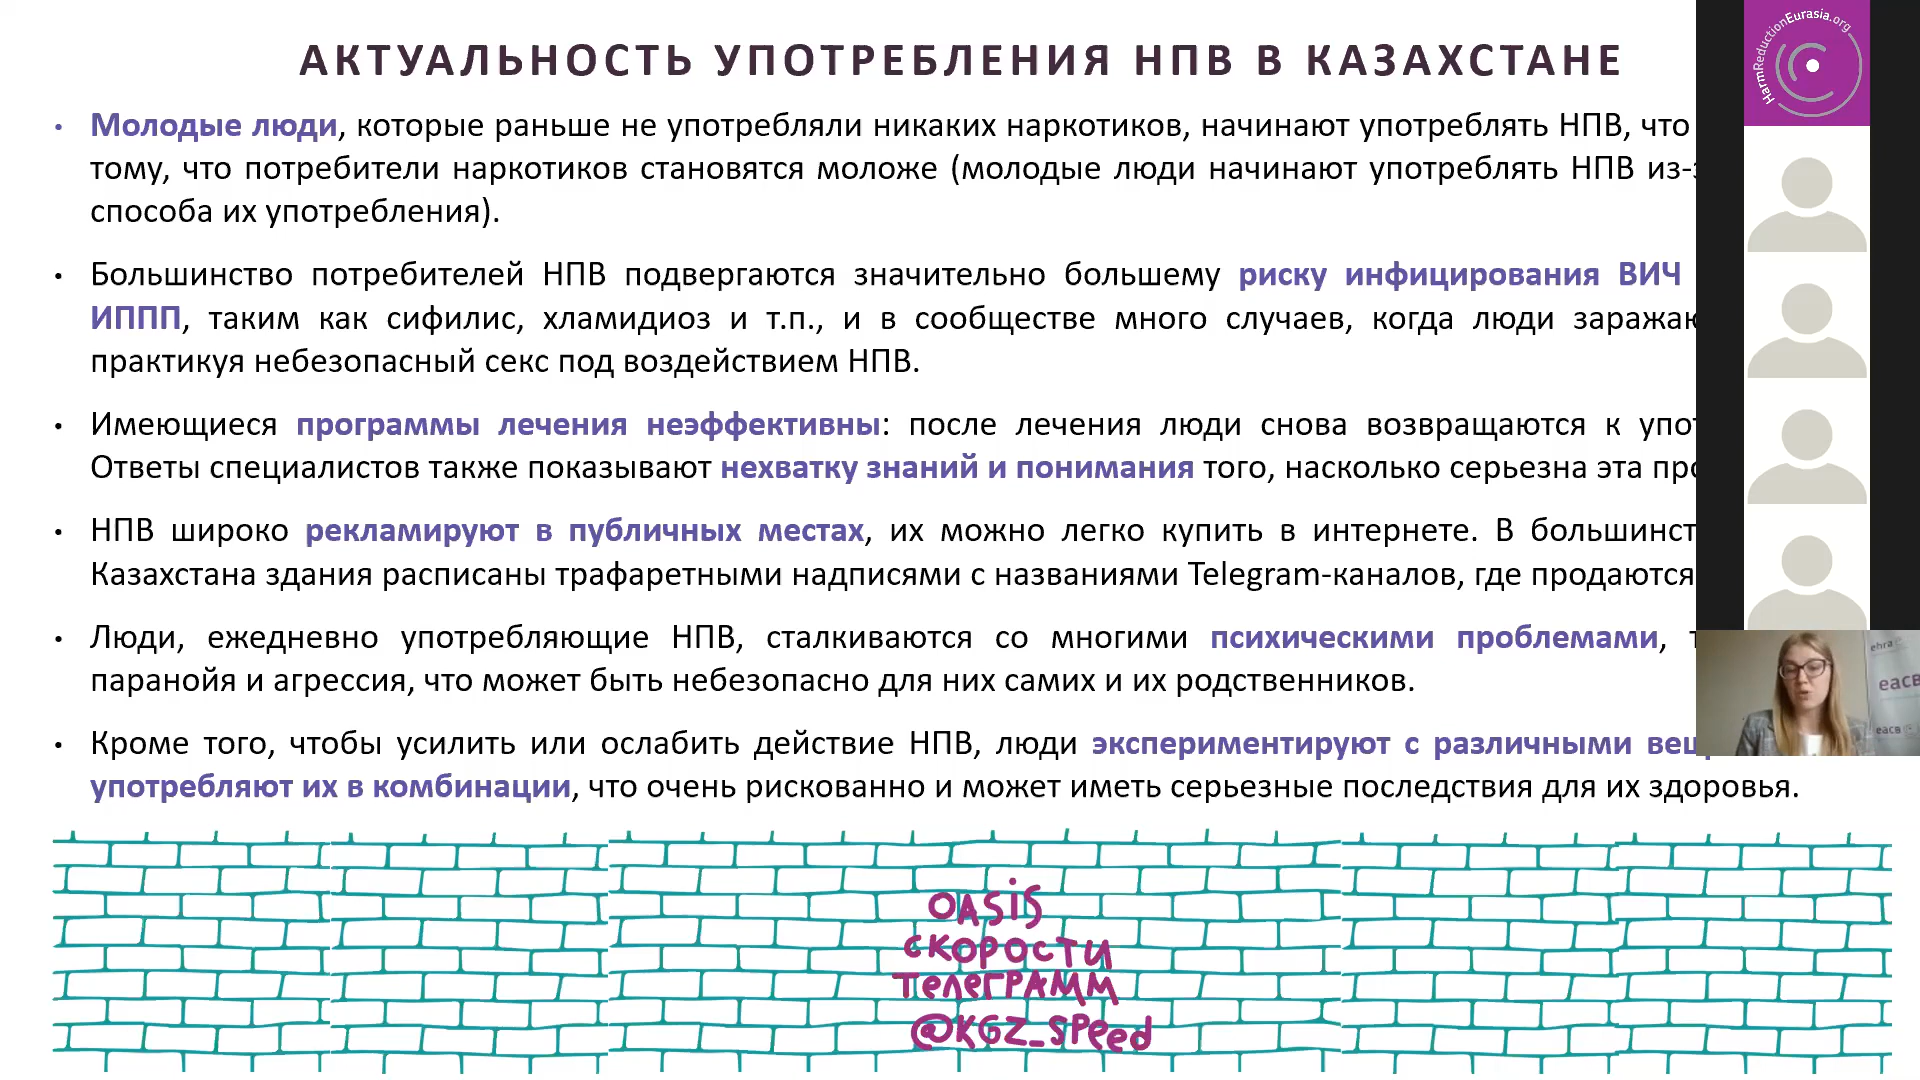 АКТУАЛЬНОСТЬ УПОТРЕБЛЕНИЯ НПВ В КАЗАХСТАНЕ
HarmReductionEurasia.org
• Молодые люди, которые раньше не употребляли никаких наркотиков, начинают употреблять НПВ, что
тому, что потребители наркотиков становятся моложе (молодые люди начинают употреблять НПВ
способа их употребления).
• Большинство потребителей НПВ подвергаются значительно большему риску инфицирования ВИЧ
ИППП, таким как сифилис, хламидиоз и т.п., и в сообществе много случаев, когда люди
практикуя небезопасный секс под воздействием НПВ.
• Имеющиеся программы лечения неэффективны: после лечения люди снова возвращаются к
Ответы специалистов также показывают нехватку знаний и понимания того, насколько серьезна эта
• НПВ широко рекламируют в публичных местах, их можно легко купить в интернете. В
Казахстана здания расписаны трафаретными надписями с названиями Telegram-каналов, где продаются
• Люди, ежедневно употребляющие НПВ, сталкиваются со многими психическими проблемами,
паранойя и агрессия, что может быть небезопасно для них самих и их родственников.
• Кроме того, чтобы усилить или ослабить действие НПВ, люди экспериментируют с различными
употребляют их в комбинации, что очень рискованно и может иметь серьезные последствия для их здоровья.
ehra
еасв
еасв
OASIS
СКОРОСТИ
ТЕЛЕГРАММ
@KGZ_SPeed